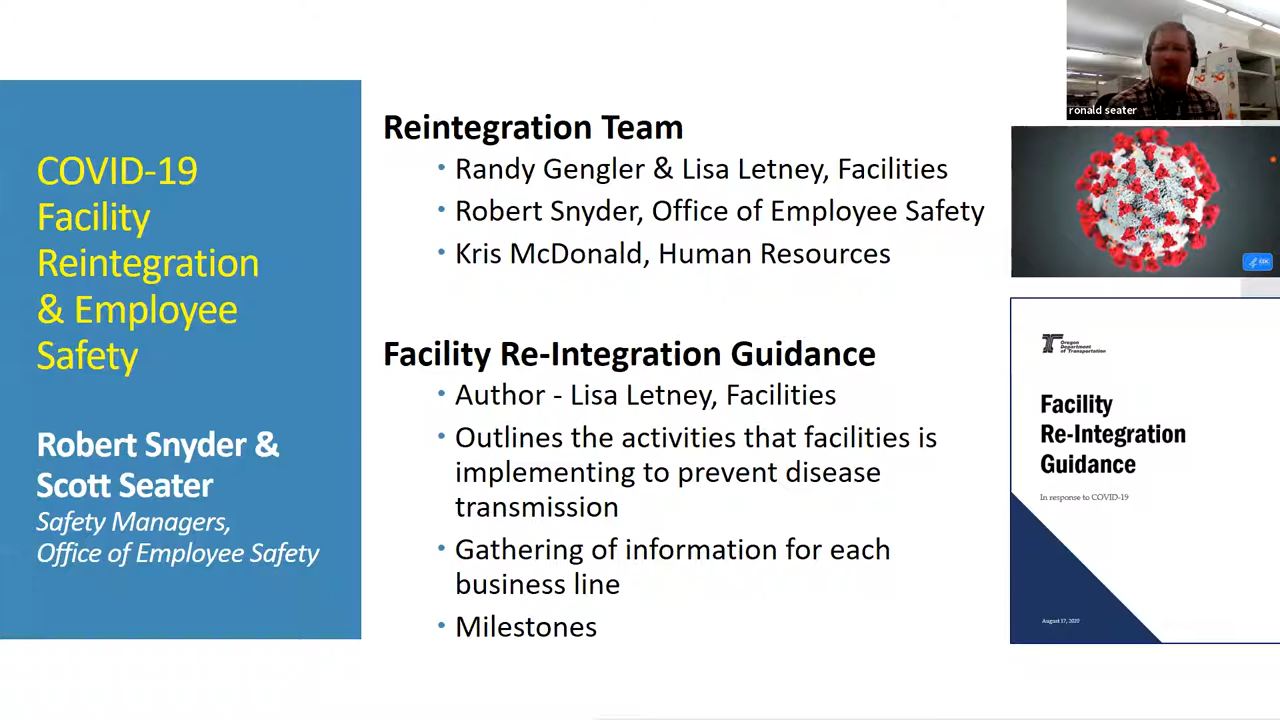 COVID-19
Facility
Reintegration
& Employee
Safety
Robert Snyder &
Scott Seater
Safety Managers,
Office of Employee Safety
Reintegration Team
• Randy Gengler & Lisa Letney, Facilities
• Robert Snyder, Office of Employee Safety
• Kris McDonald, Human Resources
Facility Re-Integration Guidance
• Author - Lisa Letney, Facilities
• Outlines the activities that facilities is
implementing to prevent disease
transmission
• Gathering of information for each
business line
• Milestones
ronald seater
CDC
Oregon
Department
of Transportation
Facility
Re-Integration
Guidance
In response to COVID-19
August 17, 2020